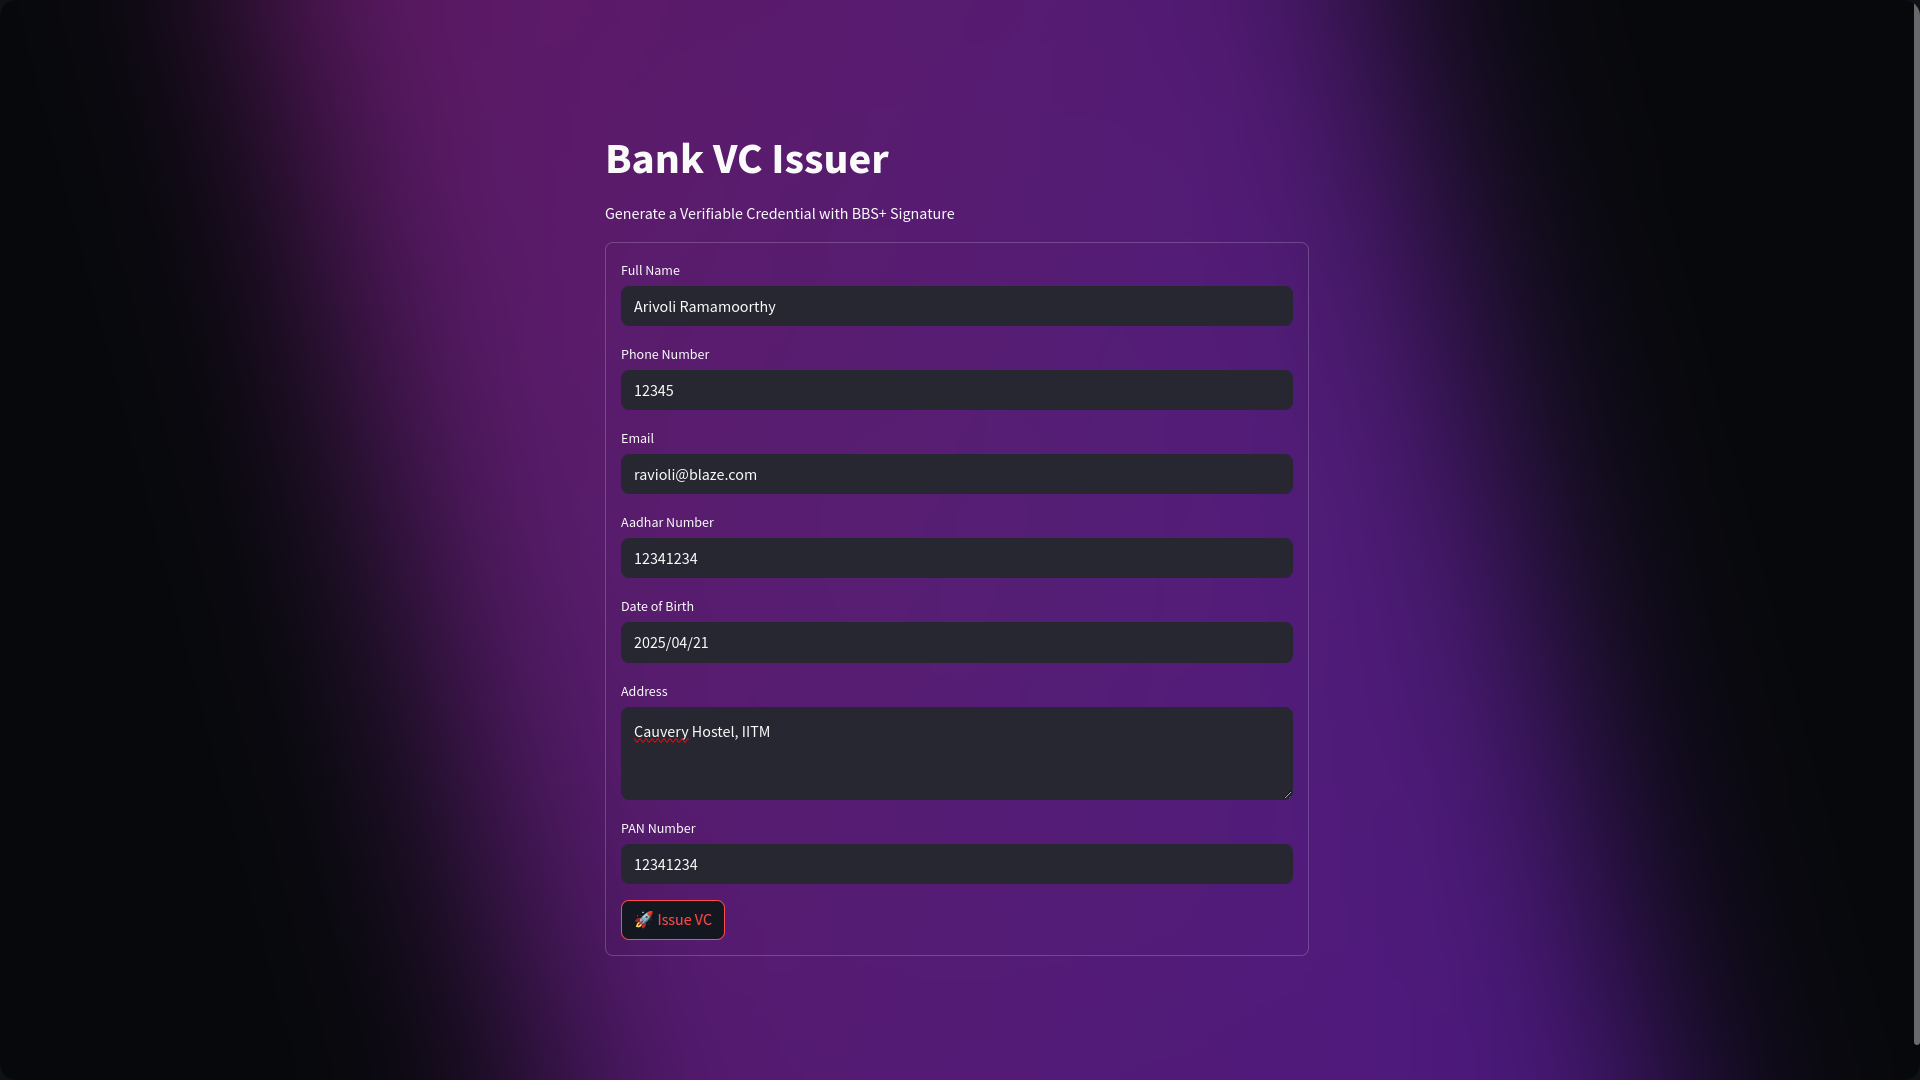 Bank VC Issuer
Generate a Verifiable Credential with BBS+ Signature
Full Name
Arivoli Ramamoorthy
Phone Number
12345
Email
ravioli@blaze.com
Aadhar Number
12341234
Date of Birth
2025/04/21
Address
Cauvery Hostel, IITM
PAN Number
12341234
🚀 Issue VC